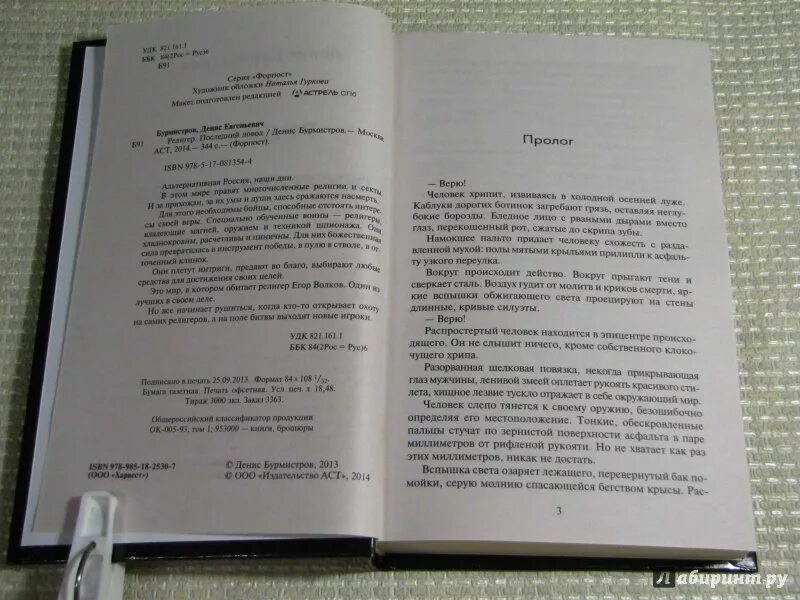 УДК 821.161.1
ББК 84(2Рос = Рус)6
Б91
Серия «Форпост»
Художник обложки Наталья Гуркова
Макет подготовлен редакцией АСТРЕЛЬ СПб
Бурмистров, Денис Евгеньевич
Б91 Религер. Последний довод / Денис Бурмистров.— Москва:
АСТ, 2014.— 344 с.— (Форпост).
ISBN 978-5-17-081354-4
Альтернативная Россия, наши дни.
В этом мире правят многочисленные религии и секты.
И за прихожан, за их умы и души здесь сражаются насмерть.
Для этого необходимы бойцы, способные отстоять интере-
сы своей веры. Специально обученные воины — религеры,
владеющие магией, оружием и техникой шпионажа. Они
хладнокровны, расчетливы и циничны. Для них божественная
сила превратилась в инструмент победы, в пулю в стволе, в от-
точенный клинок.
Они плетут интриги, предают во благо, выбирают любые
средства для достижения своих целей.
Это мир, в котором обитает религер Егор Волков. Один из
лучших в своем деле.
Но все начинает рушиться, когда кто-то открывает охоту
на самих религеров, а на поле битвы выходят новые игроки.
УДК 821.161.1
ББК 84(2Рос = Рус)6
Подписано в печать 25.09.2013. Формат 84 × 108 1/32.
Бумага газетная. Печать офсетная. Усл. печ. л. 18,48.
Тираж 3000 экз. Заказ 3363.
Общероссийский классификатор продукции
ОК-005-93, том 1; 953000 — книги, брошюры
ISBN 978-985-18-2530-7
(ООО «Харвест»)
© Денис Бурмистров, 2013
© ООО «Издательство АСТ», 2014
Пролог
— Верю!
Человек хрипит, извиваясь в холодной осенней луже.
Каблуки дорогих ботинок загребают грязь, оставляя неглу-
бокие борозды. Бледное лицо с рваными дырами вместо
глаз, перекошенный рот, сжатые до скрипа зубы.
Намокшее пальто придает человеку схожесть с разда-
вленной мухой: полы мятыми крыльями прилипли к асфаль-
ту узкого переулка.
Вокруг происходит действо. Вокруг прыгают тени и
сверкает сталь. Воздух гудит от молитв и криков смерти, яр-
кие вспышки обжигающего света проецируют на стены
длинные, кривые силуэты.
— Верю!
Распростертый человек находится в эпицентре происхо-
дящего. Он не слышит ничего, кроме собственного клоко-
чущего хрипа.
Разорванная шелковая повязка, некогда прикрывающая
глаз мужчины, ленивой змеей оплетает рукоять красивого сти-
лета, хищное лезвие тускло отражает в себе окружающий мир.
Человек слепо тянется к своему оружию, безошибочно
определяя его местоположение. Тонкие, обескровленные
пальцы стучат по зернистой поверхности асфальта в паре
миллиметров от рифленой рукояти. Но не хватает как раз
этих миллиметров, никак не достать.
Вспышка света озаряет лежащего, перевернутый бак по-
мойки, серую молнию спасающейся бегством крысы. Рас-
3
Лабиринт.ру